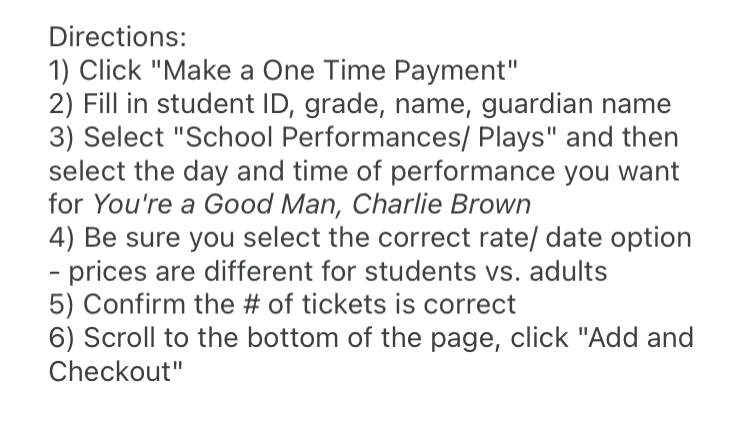 Directions:
1) Click "Make a One Time Payment"
2) Fill in student ID, grade, name, guardian name
3) Select "School Performances/ Plays" and then
select the day and time of performance you want
for You're a Good Man, Charlie Brown
4) Be sure you select the correct rate/ date option
- prices are different for students vs. adults
5) Confirm the # of tickets is correct
6) Scroll to the bottom of the page, click "Add and
Checkout"